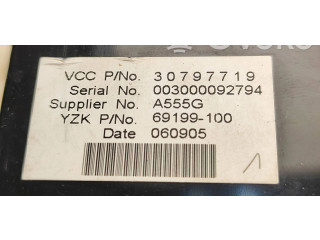 VCC P/No. 30797719
Serial No. 003000092794
Supplier No. A555G
YZK P/No. 69199-100
Date 060905